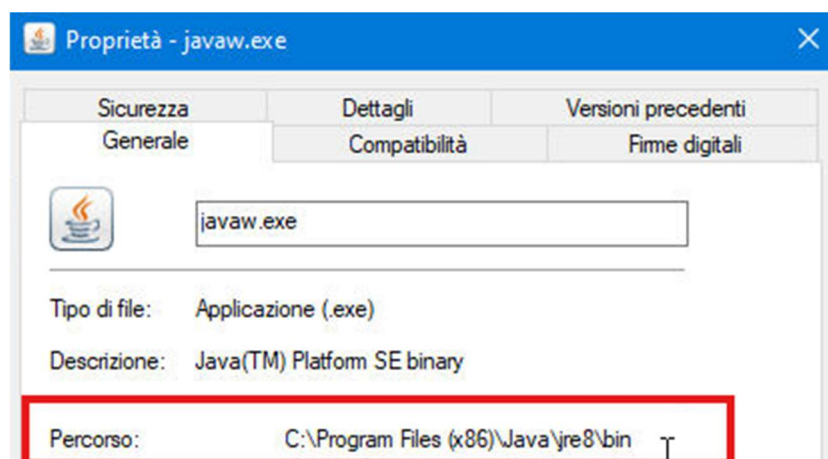 Proprietà - javaw.exe
Sicurezza Dettagli Versioni precedenti
Generale Compatibilità Firme digitali
javaw.exe
Tipo di file: Applicazione (.exe)
Descrizione: Java(TM) Platform SE binary
Percorso: C:\Program Files (x86)\Java\jre8\bin